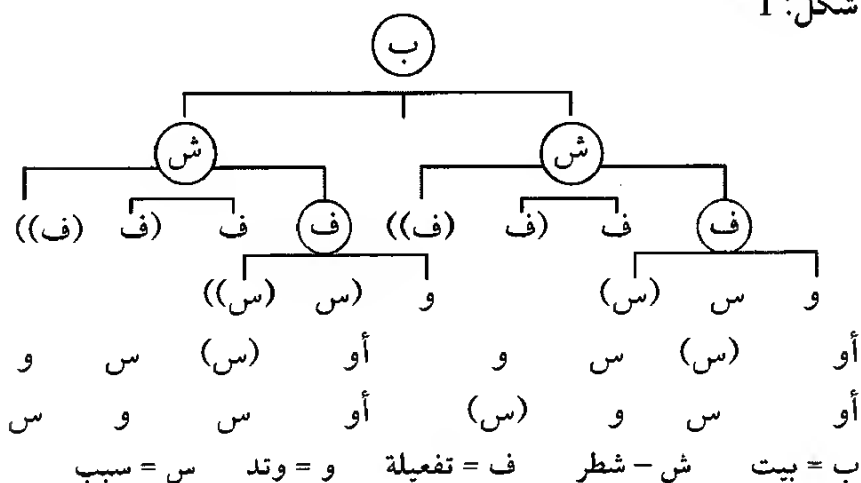 شكل: 1
ب
ش ش
ف ف (ف ((ف) ف ف (ف ((ف)
و س (س) و (س ((س)
أو (س) س و أو (س) س و
أو س و (س) أو س و س
ب = بيت ش – شطر ف = تفعيلة و = وتد س = سبب